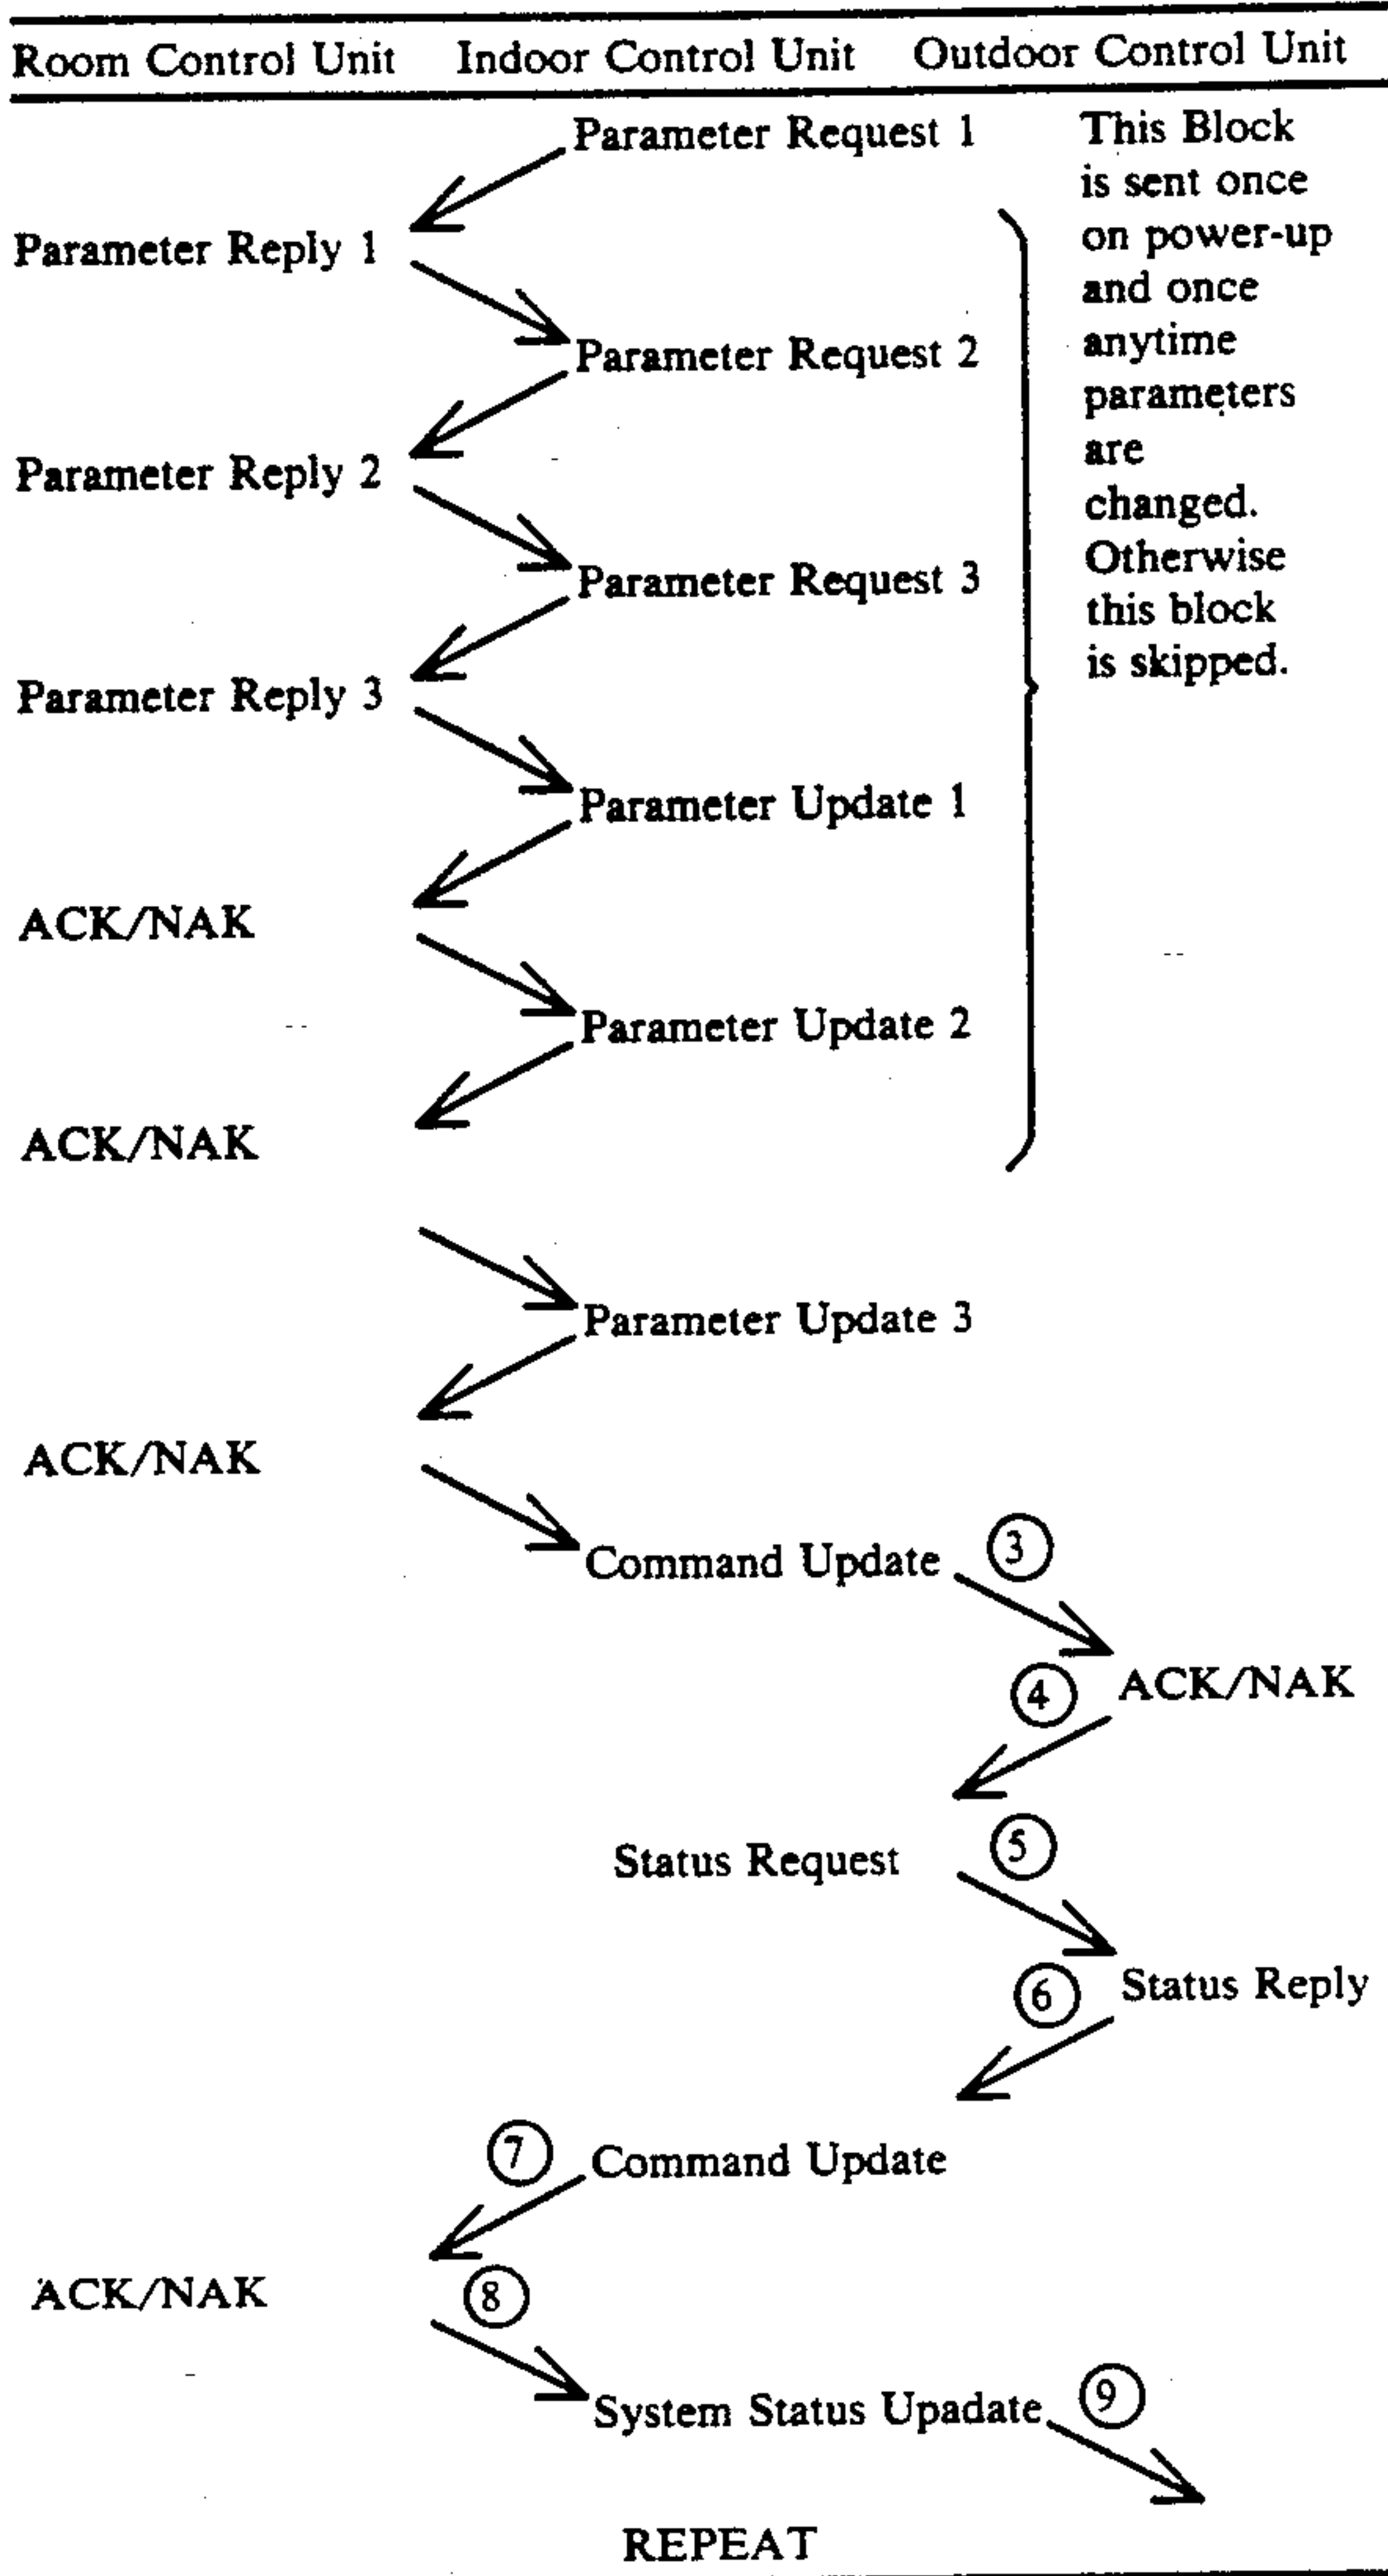 Room Control Unit Indoor Control Unit Outdoor Control Unit
Parameter Request 1
This Block
is sent once
on power-up
and once
anytime
parameters
are
changed.
Otherwise
this block
is skipped.
Parameter Reply 1
Parameter Request 2
Parameter Reply 2
Parameter Request 3
Parameter Reply 3
Parameter Update 1
ACK/NAK
Parameter Update 2
ACK/NAK
Parameter Update 3
ACK/NAK
Command Update 3
4 ACK/NAK
Status Request 5
6 Status Reply
7 Command Update
ACK/NAK 8
System Status Upadate 9
REPEAT